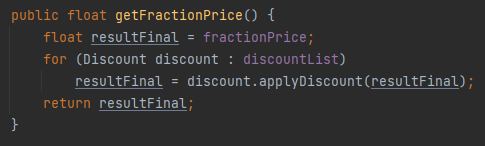 public float getFractionPrice() {
    float resultFinal = fractionPrice;
    for (Discount discount : discountList)
        resultFinal = discount.applyDiscount(resultFinal);
    return resultFinal;
}